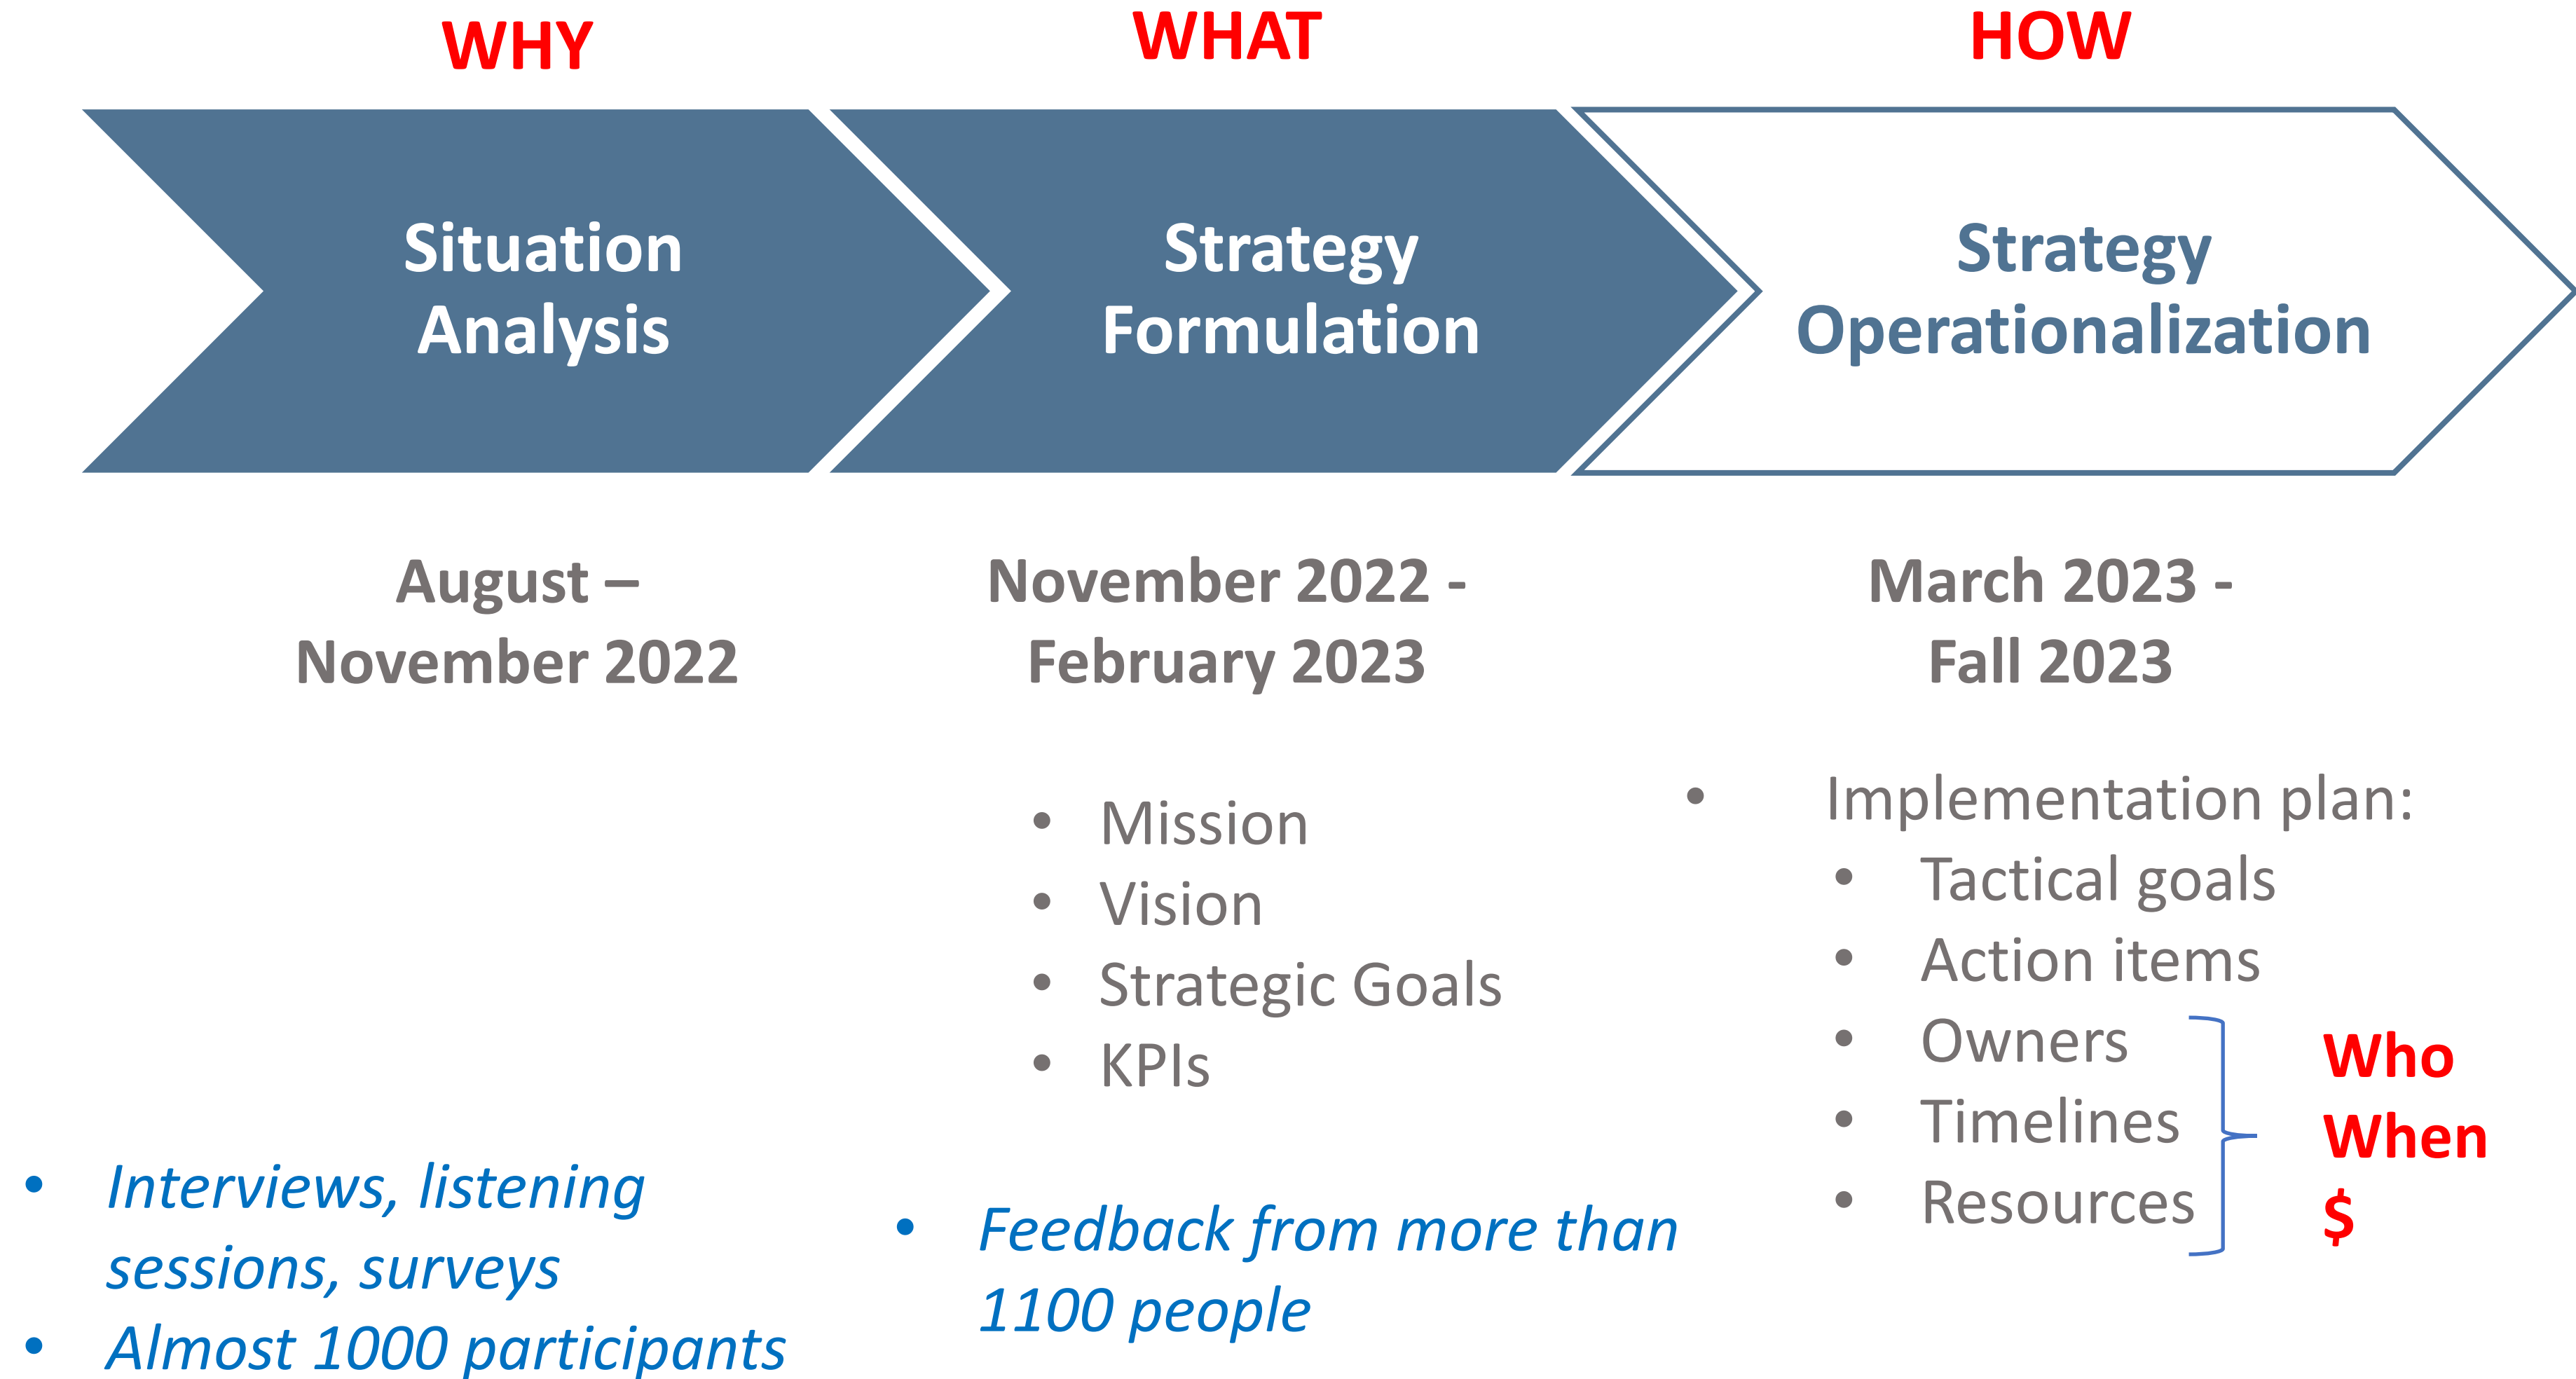 WHY
WHAT
HOW
Situation
Analysis
Strategy
Formulation
Strategy
Operationalization
August –
November 2022
November 2022 -
February 2023
March 2023 -
Fall 2023
• Interviews, listening
sessions, surveys
• Almost 1000 participants
• Mission
• Vision
• Strategic Goals
• KPIs
• Feedback from more than
1100 people
• Implementation plan:
• Tactical goals
• Action items
• Owners
• Timelines
• Resources
Who
When
$